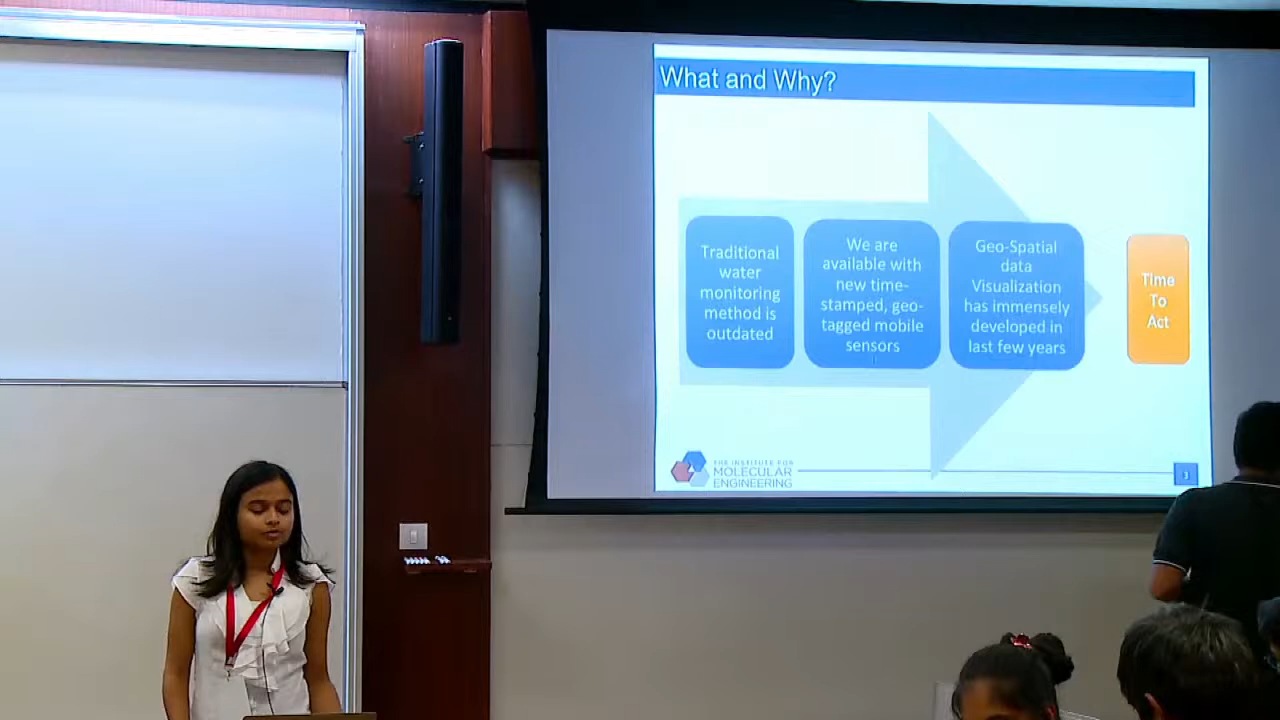 What and Why?
Traditional
water
monitoring
method is
outdated
We are
available with
new time-
stamped, geo-
tagged mobile
sensors
Geo-Spatial
data
Visualization
has immensely
developed in
last few years
Time
To
Act
THE INSTITUTE FOR
MOLECULAR
ENGINEERING
3